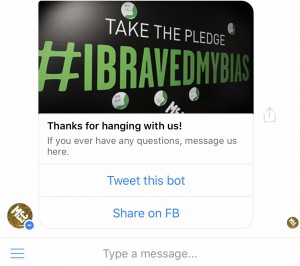 TAKE THE PLEDGE
#IBRAVEDMYBIAS
Thanks for hanging with us!
If you ever have any questions, message us
here.
Tweet this bot
Share on FB
Type a message...